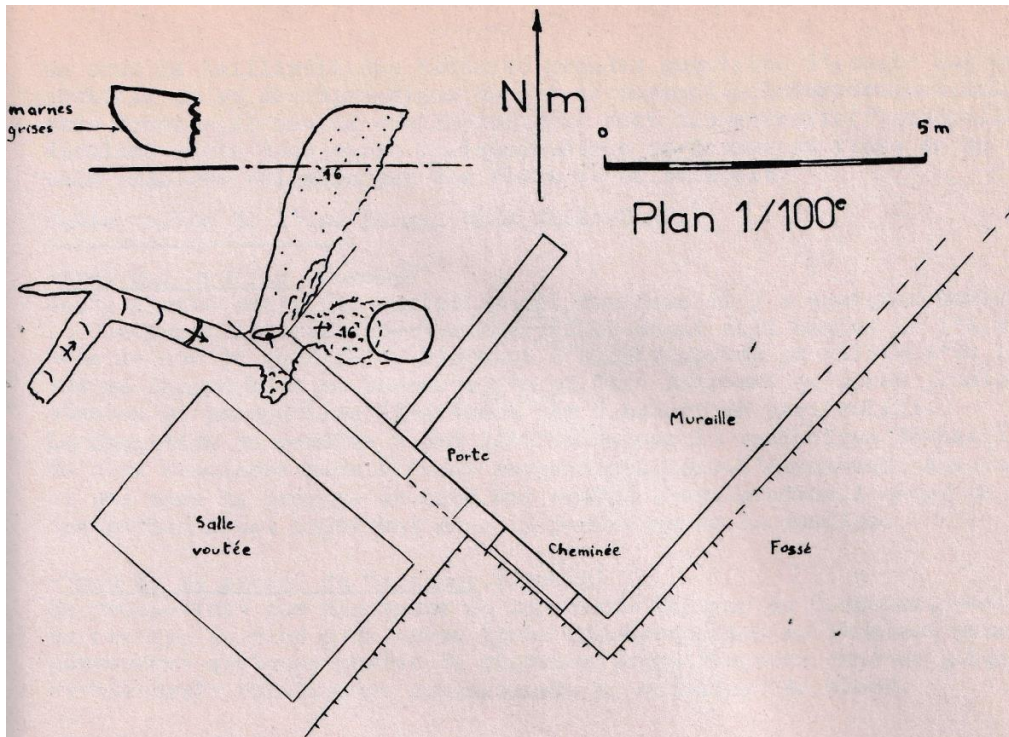 marnes
grises
N m
0 5 m
Plan 1/100e
-16
-16
Muraille
Porte
Salle
voutée
Cheminée
Fossé